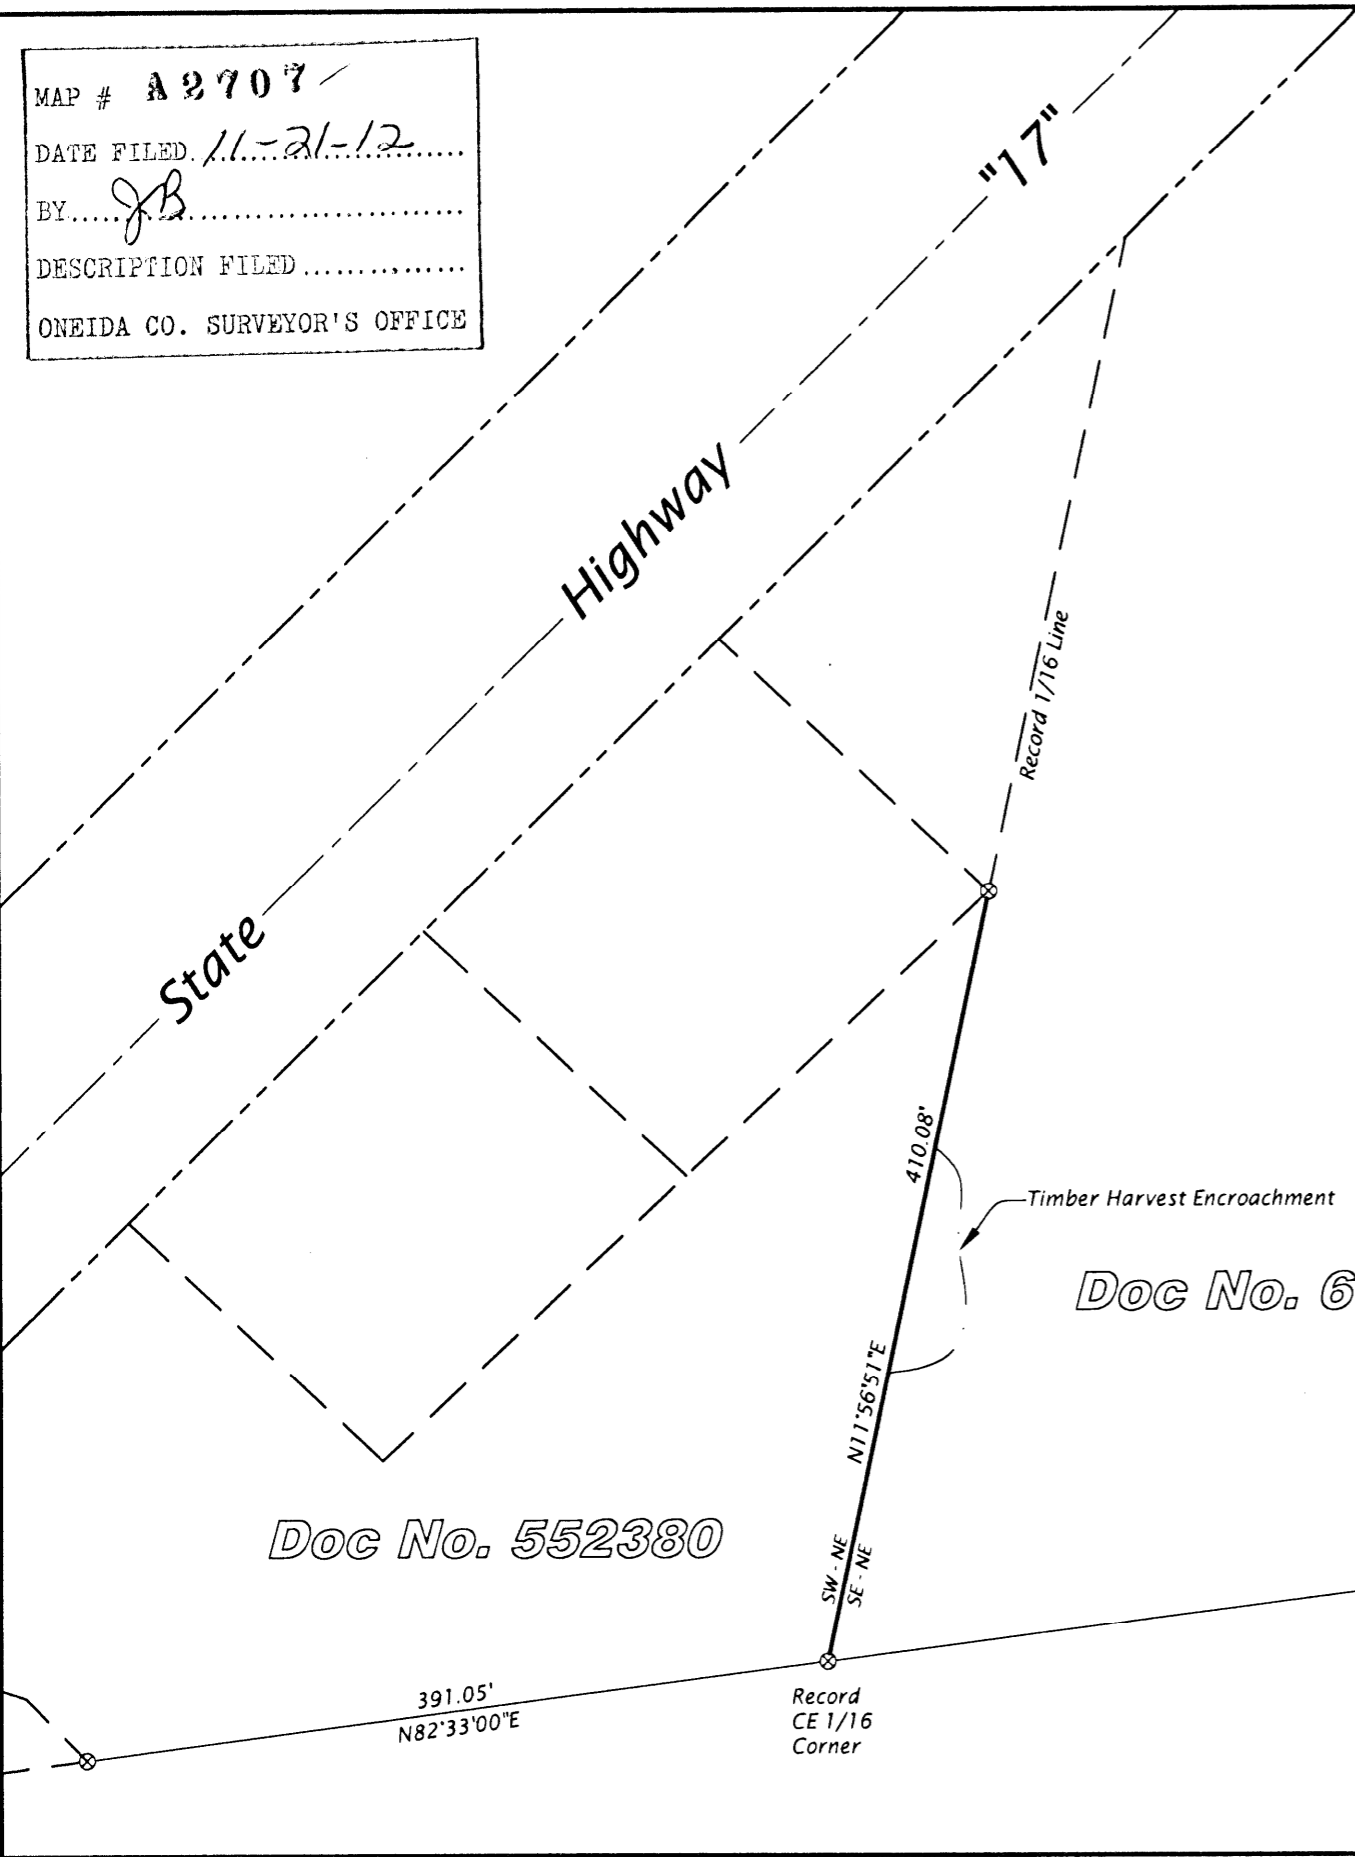 MAP # A2707
DATE FILED. 11-21-12
BY JB
DESCRIPTION FILED
ONEIDA CO. SURVEYOR'S OFFICE
State Highway "17"
Record 1/16 Line
410.08'
Timber Harvest Encroachment
Doc No. 6
N11°56'51"E
Doc No. 552380
SW - NE
SE - NE
391.05'
N82°33'00"E
Record
CE 1/16
Corner